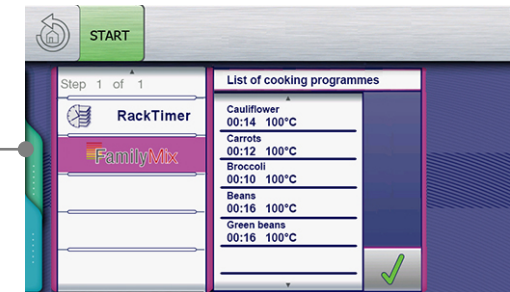 START
Step 1 of 1
RackTimer
FamilyMix
List of cooking programmes
Cauliflower
00:14 100°C
Carrots
00:12 100°C
Broccoli
00:10 100°C
Beans
00:16 100°C
Green beans
00:16 100°C